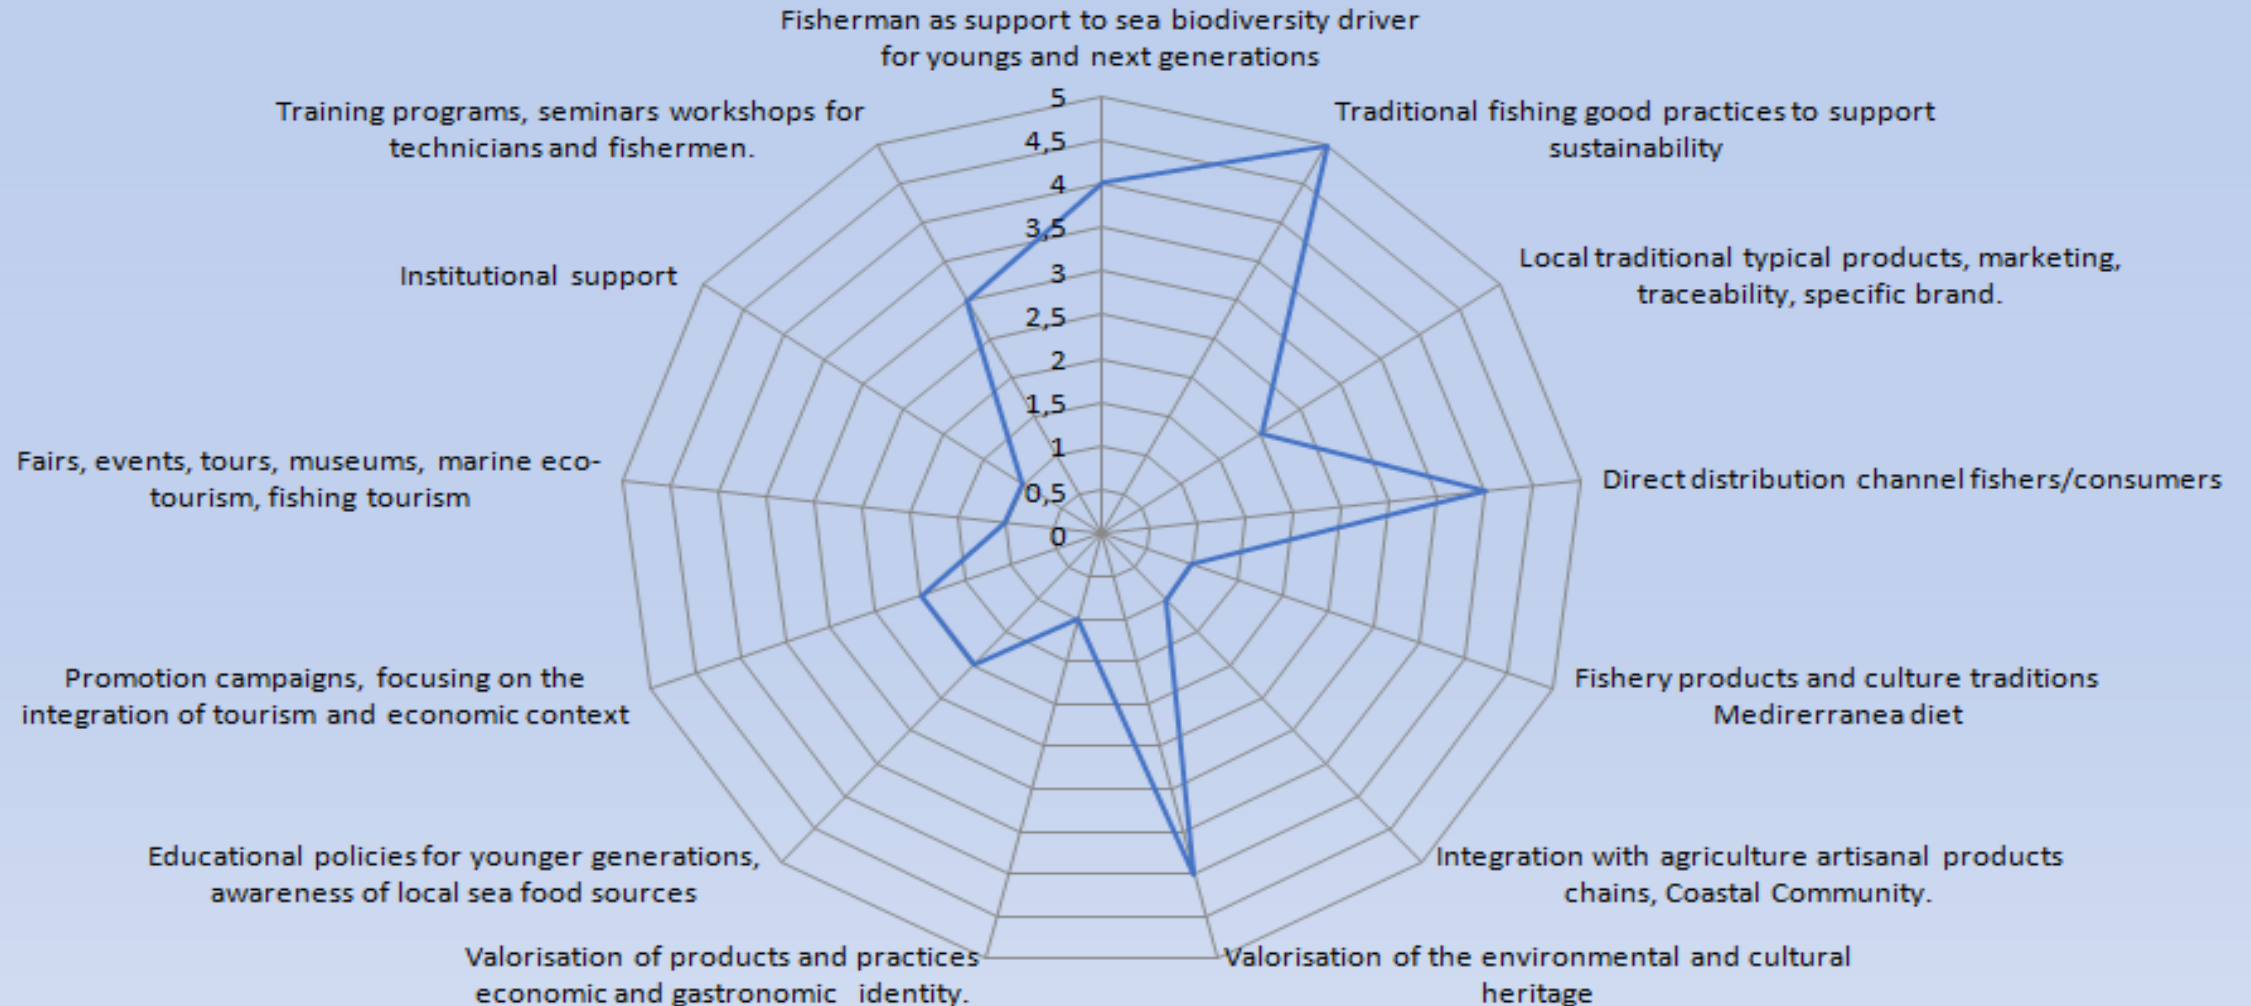 Fisherman as support to sea biodiversity driver
for youngs and next generations
Training programs, seminars workshops for
technicians and fishermen.
Traditional fishing good practices to support
sustainability
Institutional support
Local traditional typical products, marketing,
traceability, specific brand.
Fairs, events, tours, museums, marine eco-
tourism, fishing tourism
Direct distribution channel fishers/consumers
Promotion campaigns, focusing on the
integration of tourism and economic context
Fishery products and culture traditions
Medirerranea diet
Educational policies for younger generations,
awareness of local sea food sources
Integration with agriculture artisanal products
chains, Coastal Community.
Valorisation of products and practices
economic and gastronomic identity.
Valorisation of the environmental and cultural
heritage
5
4,5
4
3,5
3
2,5
2
1,5
1
0,5
0